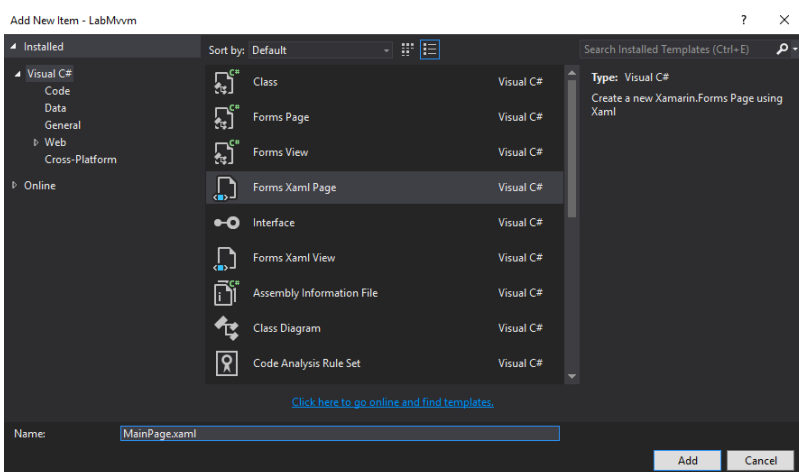 Add New Item - LabMvvm
? ×
Installed
Sort by: Default
Search Installed Templates (Ctrl+E)
Visual C#
Code
Data
General
Web
Cross-Platform
Online
C# Class Visual C#
C# Forms Page Visual C#
C# Forms View Visual C#
Forms Xaml Page Visual C#
Interface Visual C#
Forms Xaml View Visual C#
C# Assembly Information File Visual C#
Class Diagram Visual C#
Code Analysis Rule Set Visual C#
Type: Visual C#
Create a new Xamarin.Forms Page using
Xaml
Click here to go online and find templates.
Name: MainPage.xaml
Add Cancel